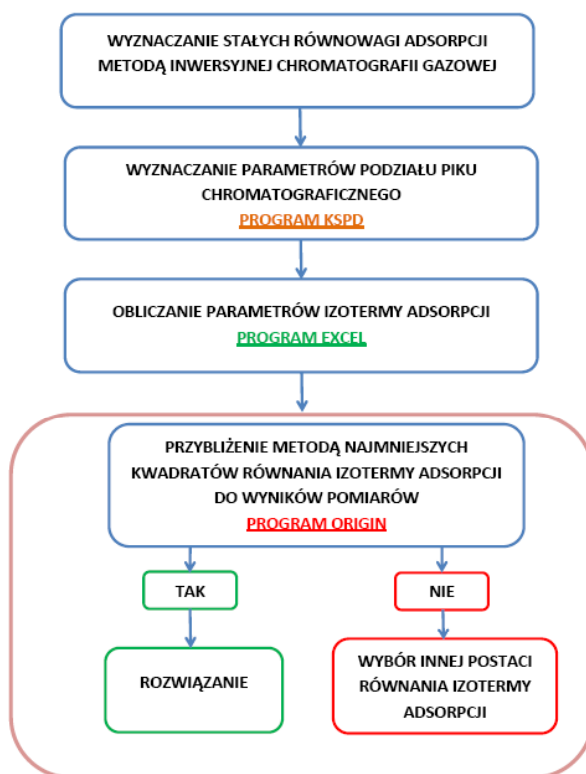 WYZNACZANIE STAŁYCH RÓWNOWAGI ADSORPCJI
METODĄ INWERSYJNEJ CHROMATOGRAFII GAZOWEJ
WYZNACZANIE PARAMETRÓW PODZIAŁU PIKU
CHROMATOGRAFICZNEGO
PROGRAM KSPD
OBLICZANIE PARAMETRÓW IZOTERMY ADSORPCJI
PROGRAM EXCEL
PRZYBLIŻENIE METODĄ NAJMNIEJSZYCH
KWADRATÓW RÓWNANIA IZOTERMY ADSORPCJI
DO WYNIKÓW POMIARÓW
PROGRAM ORIGIN
TAK
NIE
ROZWIĄZANIE
WYBÓR INNEJ POSTACI
RÓWNANIA IZOTERMY
ADSORPCJI